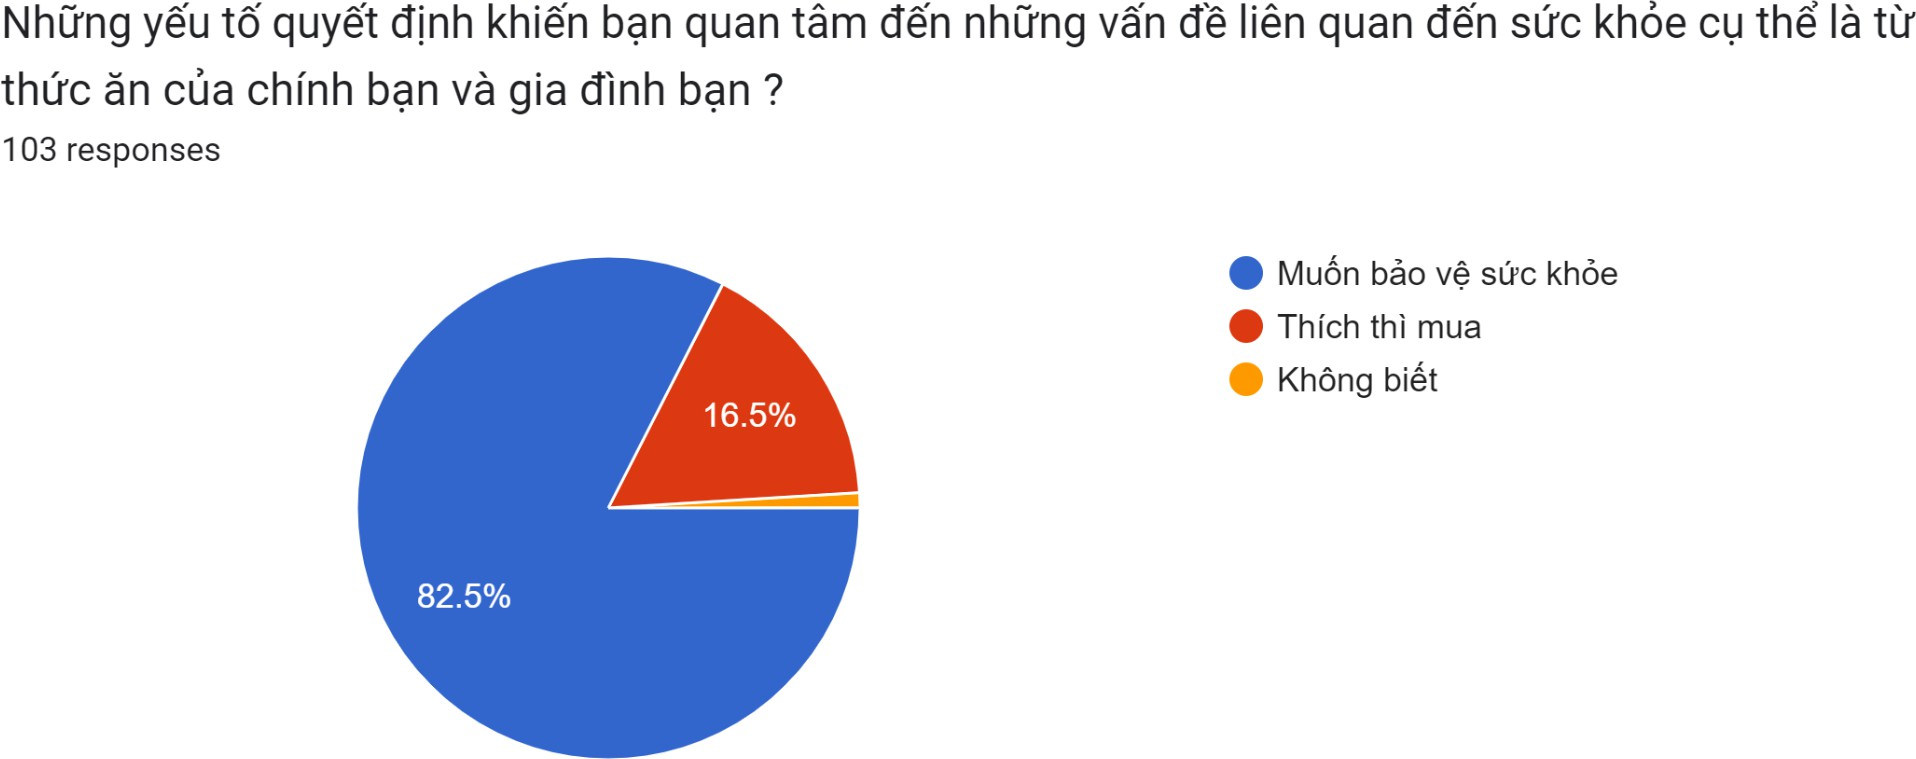 Những yếu tố quyết định khiến bạn quan tâm đến những vấn đề liên quan đến sức khỏe cụ thể là từ
thức ăn của chính bạn và gia đình bạn ?
103 responses
Muốn bảo vệ sức khỏe
Thích thì mua
Không biết
16.5%
82.5%